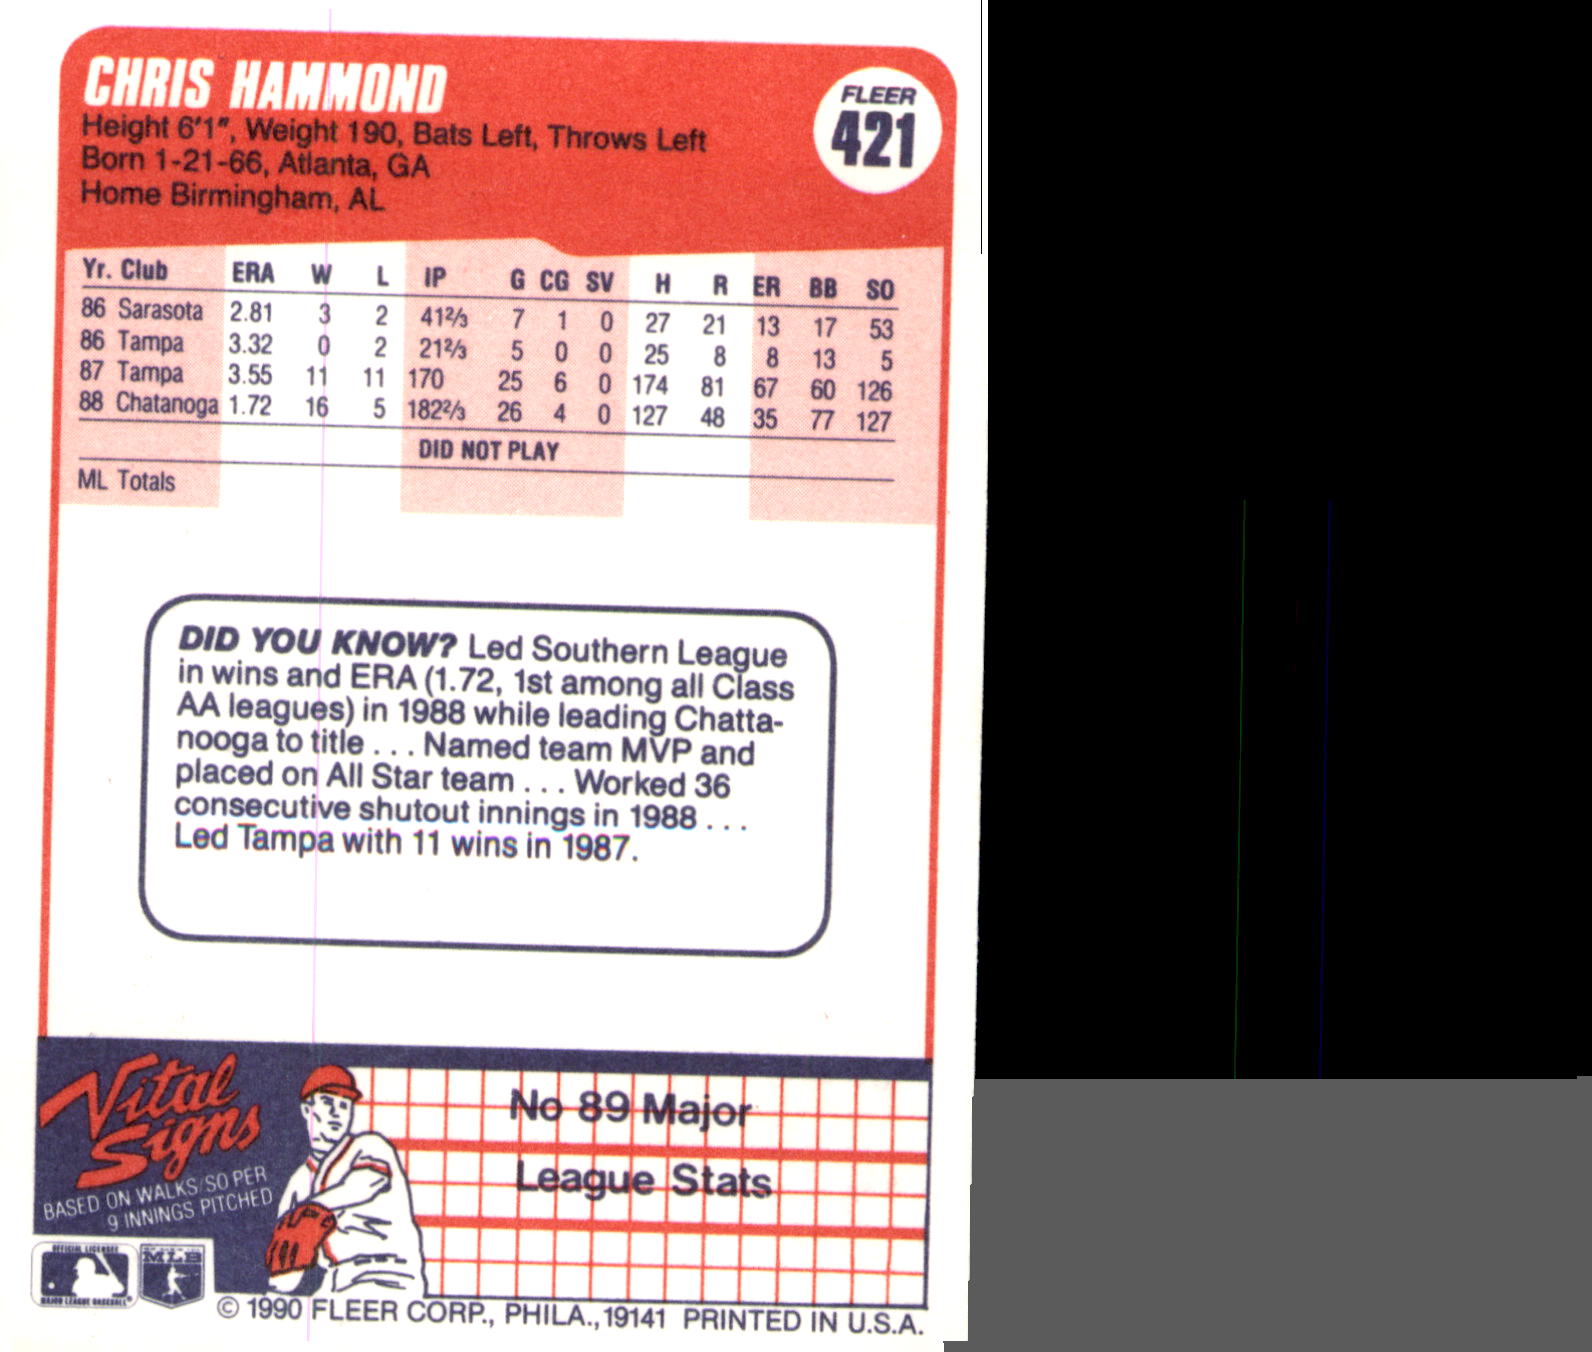 CHRIS HAMMOND
FLEER
421
Height 6'1", Weight 190, Bats Left, Throws Left
Born 1-21-66, Atlanta, GA
Home Birmingham, AL
Yr. Club ERA W L IP G CG SV H R ER BB SO
86 Sarasota 2.81 3 2 41⅔ 7 1 0 27 21 13 17 53
86 Tampa 3.32 0 2 21⅔ 5 0 0 25 8 8 13 5
87 Tampa 3.55 11 11 170 25 6 0 174 81 67 60 126
88 Chatanoga 1.72 16 5 182⅔ 26 4 0 127 48 35 77 127
DID NOT PLAY
ML Totals
DID YOU KNOW? Led Southern League
in wins and ERA (1.72, 1st among all Class
AA leagues) in 1988 while leading Chatta-
nooga to title . . . Named team MVP and
placed on All Star team . . . Worked 36
consecutive shutout innings in 1988 . . .
Led Tampa with 11 wins in 1987.
Vital
Signs
BASED ON WALKS/SO PER
9 INNINGS PITCHED
No 89 Major
League Stats
OFFICIAL LICENSEE
MAJOR LEAGUE BASEBALL®
MLB
© 1990 FLEER CORP., PHILA., 19141 PRINTED IN U.S.A.